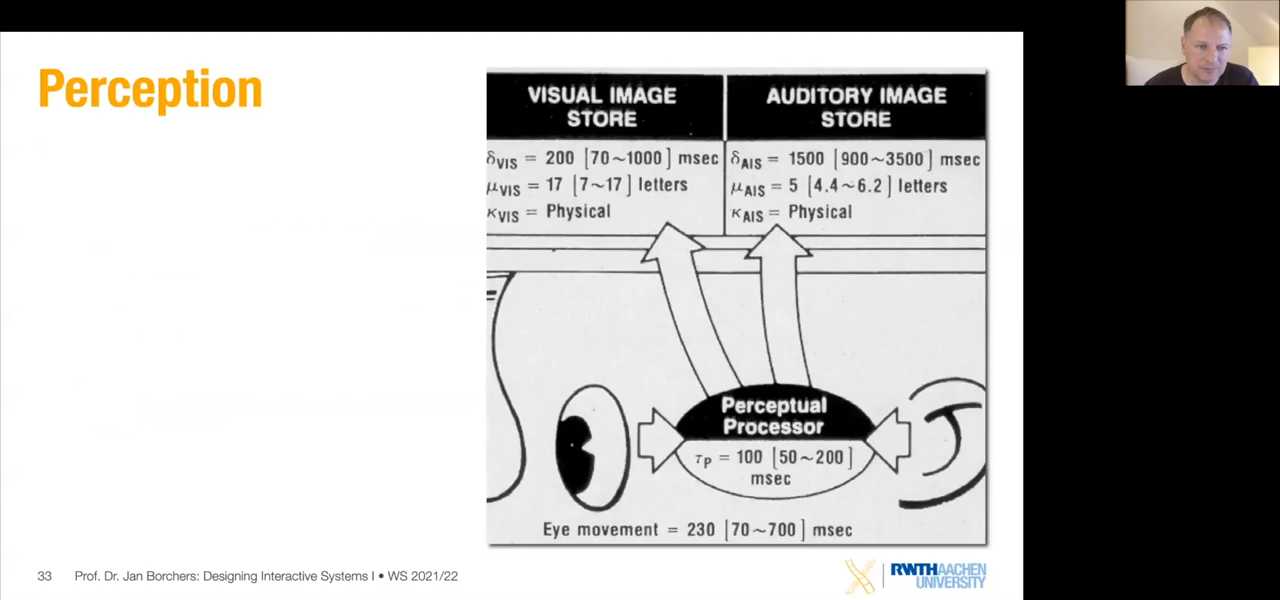 Perception
VISUAL IMAGE
STORE
δVIS = 200 [70~1000] msec
μVIS = 17 [7~17] letters
κVIS = Physical
AUDITORY IMAGE
STORE
δAIS = 1500 [900~3500] msec
μAIS = 5 [4.4~6.2] letters
κAIS = Physical
Perceptual
Processor
τP = 100 [50~200]
msec
Eye movement = 230 [70~700] msec
33 Prof. Dr. Jan Borchers: Designing Interactive Systems I • WS 2021/22
RWTHAACHEN
UNIVERSITY